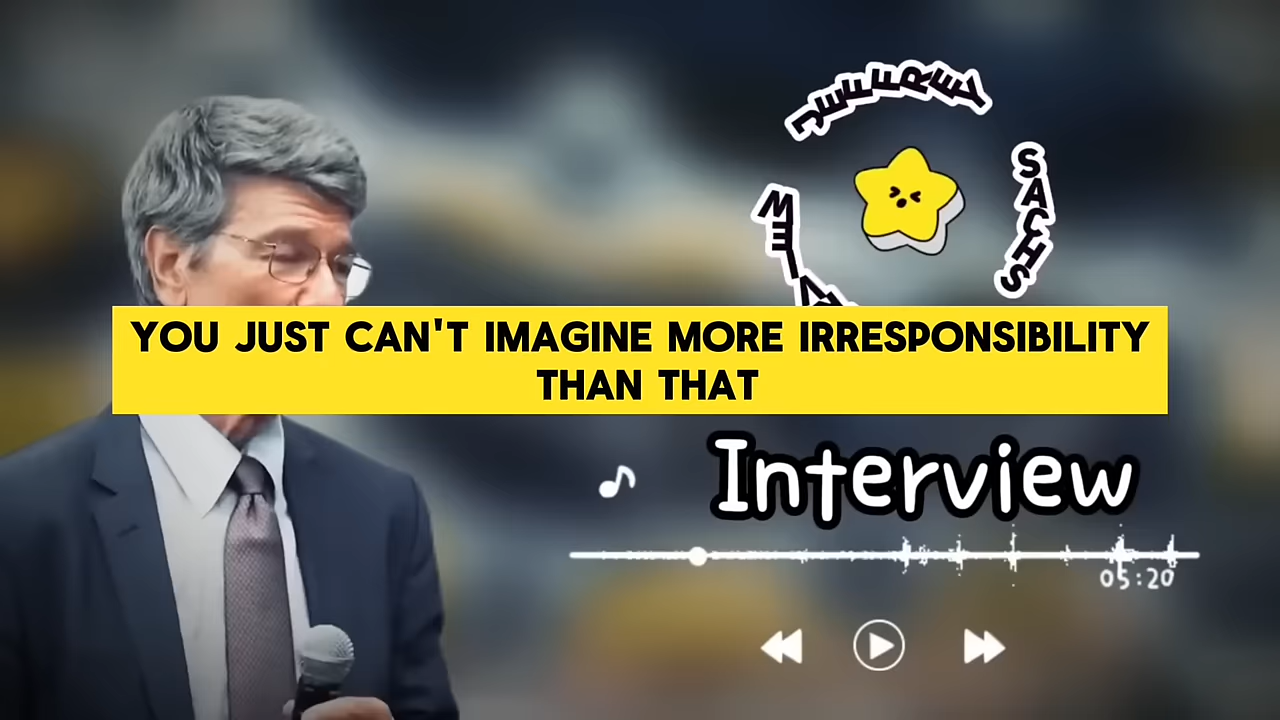 JEFFREY
SACHS
YOU JUST CAN'T IMAGINE MORE IRRESPONSIBILITY
THAN THAT
Interview
05:20